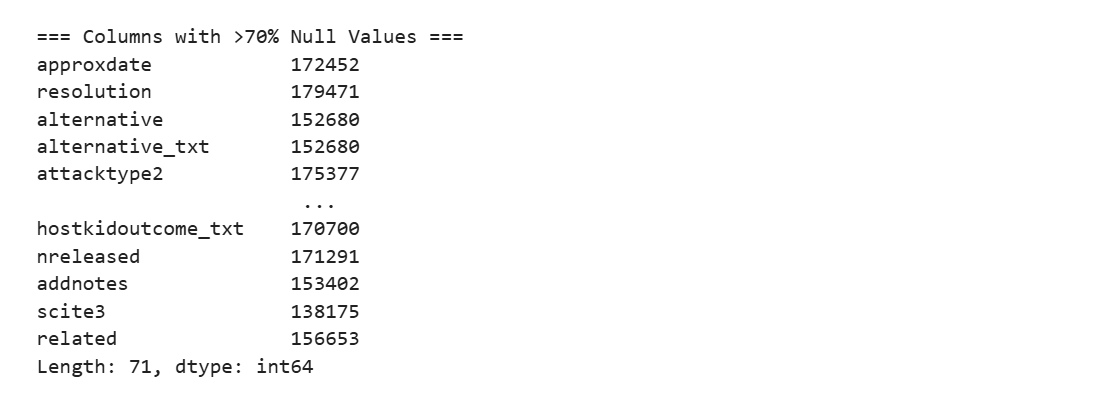 === Columns with >70% Null Values ===
approxdate            172452
resolution            179471
alternative           152680
alternative_txt       152680
attacktype2           175377
                       ...
hostkidoutcome_txt    170700
nreleased             171291
addnotes              153402
scite3                138175
related               156653
Length: 71, dtype: int64